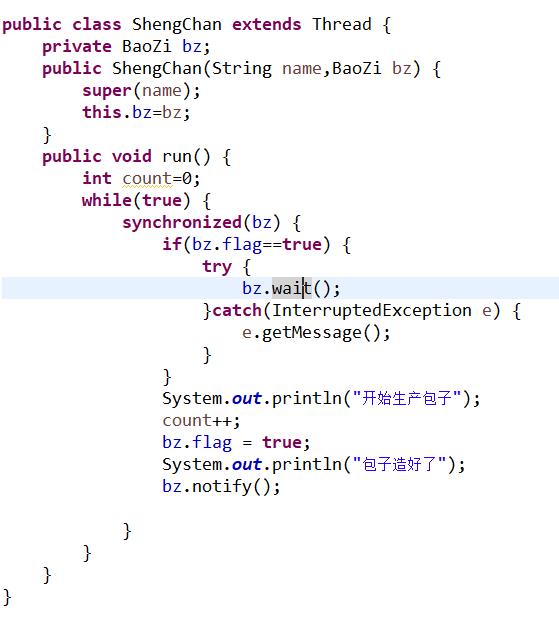 public class ShengChan extends Thread {
    private BaoZi bz;
    public ShengChan(String name,BaoZi bz) {
        super(name);
        this.bz=bz;
    }
    public void run() {
        int count=0;
        while(true) {
            synchronized(bz) {
                if(bz.flag==true) {
                    try {
                        bz.wait();
                    }catch(InterruptedException e) {
                        e.getMessage();
                    }
                }
                System.out.println("开始生产包子");
                count++;
                bz.flag = true;
                System.out.println("包子造好了");
                bz.notify();

            }
        }
    }
}